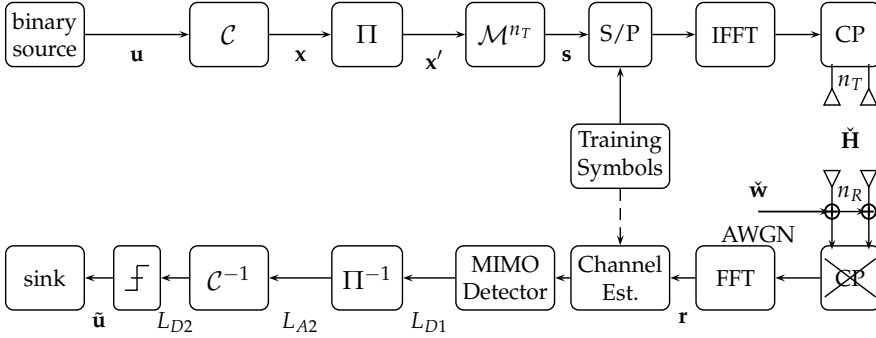 binary
source
u
𝒞
x
Π
x′
ℳ^{n_T}
s
S/P
IFFT
CP
n_T
Training
Symbols
Ȟ
w̌
n_R
AWGN
sink
ũ
L_{D2}
𝒞^{−1}
L_{A2}
Π^{−1}
L_{D1}
MIMO
Detector
Channel
Est.
r
FFT
CP